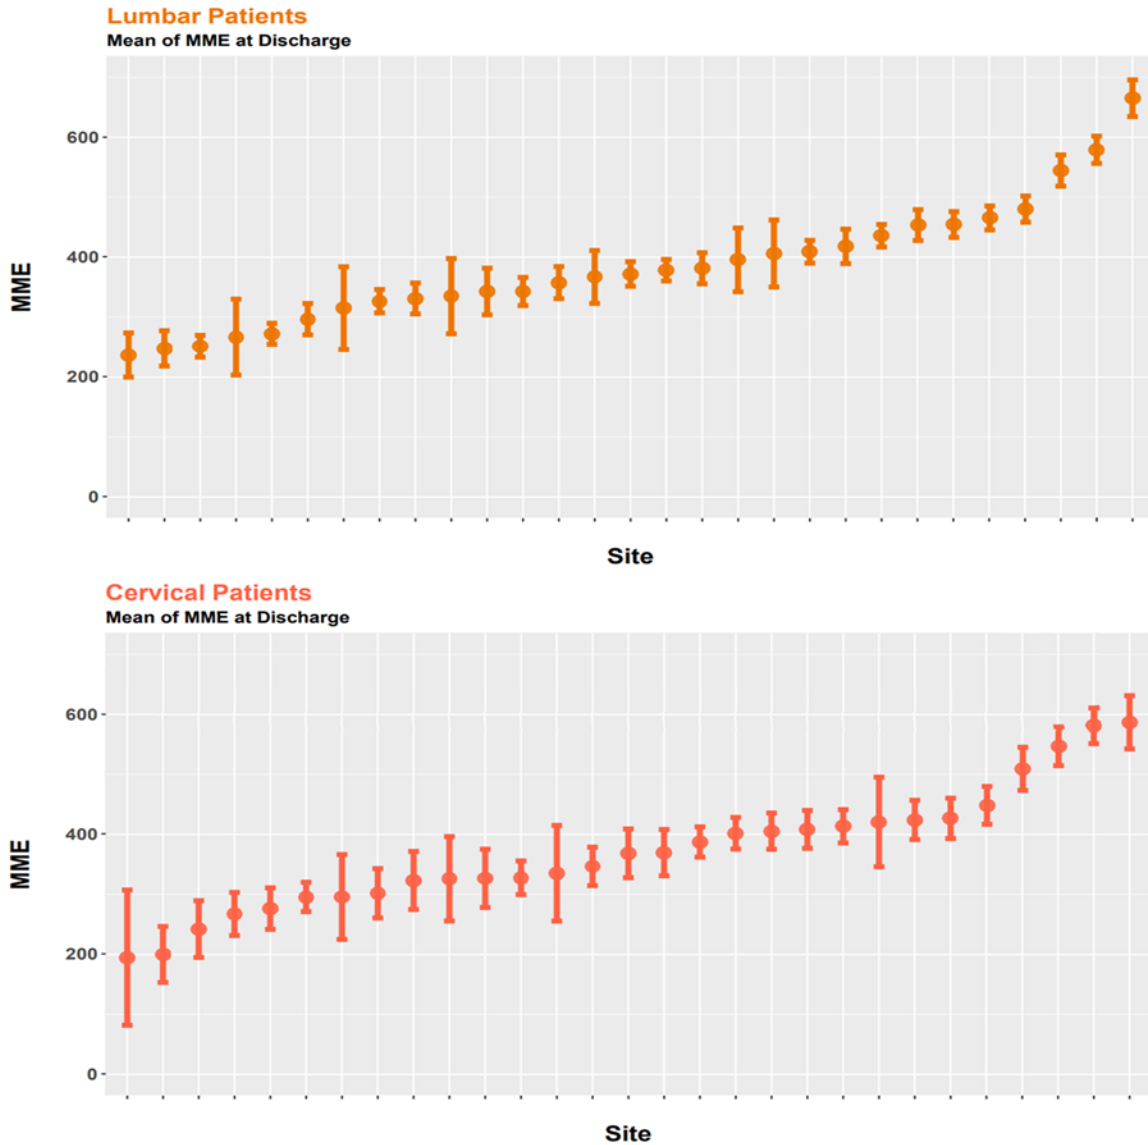 Lumbar Patients
Mean of MME at Discharge
MME
600
400
200
0
Site
Cervical Patients
Mean of MME at Discharge
MME
600
400
200
0
Site